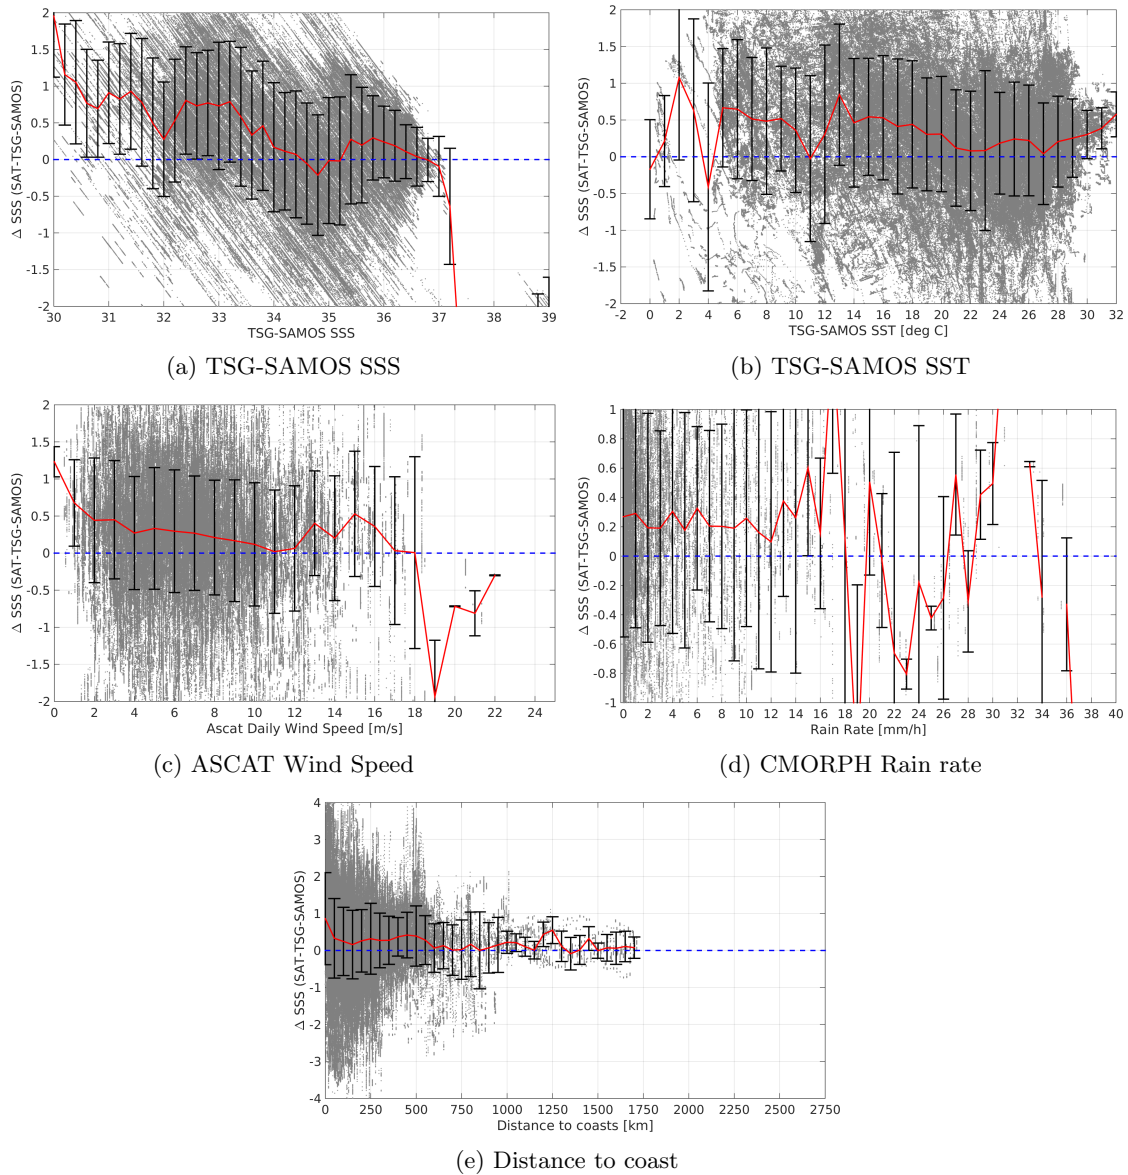 2
1.5
1
0.5
0
-0.5
-1
-1.5
-2
Δ SSS (SAT-TSG-SAMOS)
30 31 32 33 34 35 36 37 38 39
TSG-SAMOS SSS
(a) TSG-SAMOS SSS
2
1.5
1
0.5
0
-0.5
-1
-1.5
-2
Δ SSS (SAT-TSG-SAMOS)
-2 0 2 4 6 8 10 12 14 16 18 20 22 24 26 28 30 32
TSG-SAMOS SST [deg C]
(b) TSG-SAMOS SST
2
1.5
1
0.5
0
-0.5
-1
-1.5
-2
Δ SSS (SAT-TSG-SAMOS)
0 2 4 6 8 10 12 14 16 18 20 22 24
Ascat Daily Wind Speed [m/s]
(c) ASCAT Wind Speed
1
0.8
0.6
0.4
0.2
0
-0.2
-0.4
-0.6
-0.8
-1
Δ SSS (SAT-TSG-SAMOS)
0 2 4 6 8 10 12 14 16 18 20 22 24 26 28 30 32 34 36 38 40
Rain Rate [mm/h]
(d) CMORPH Rain rate
4
3
2
1
0
-1
-2
-3
-4
Δ SSS (SAT-TSG-SAMOS)
0 250 500 750 1000 1250 1500 1750 2000 2250 2500 2750
Distance to coasts [km]
(e) Distance to coast